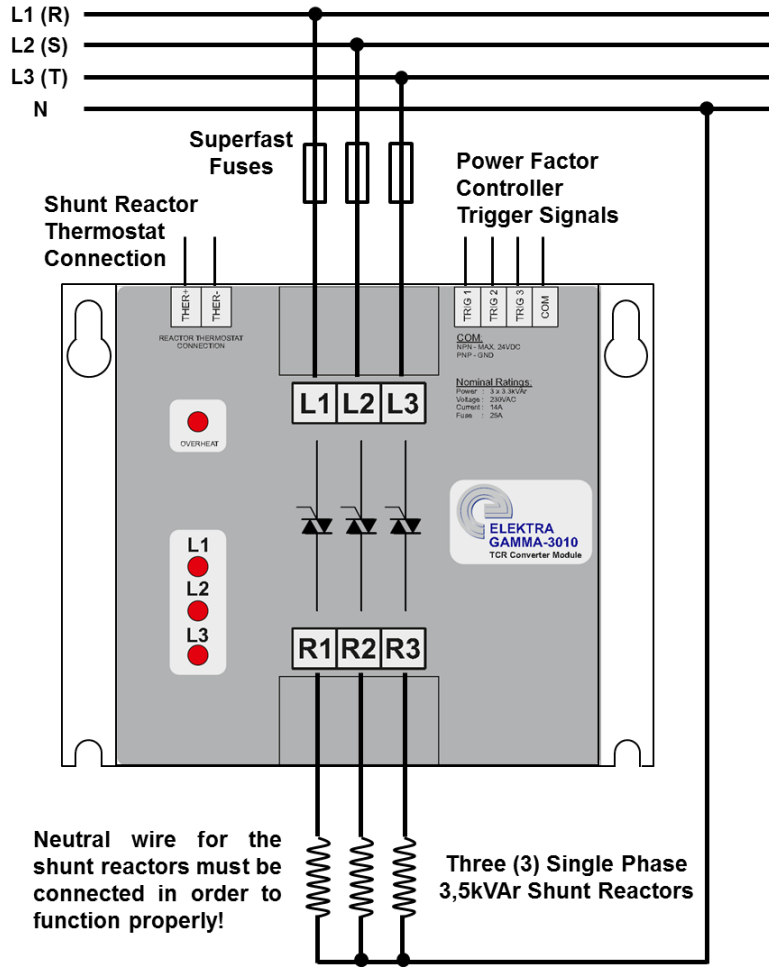 L1 (R)
L2 (S)
L3 (T)
N
Superfast
Fuses
Power Factor
Controller
Trigger Signals
Shunt Reactor
Thermostat
Connection
THER+
THER-
REACTOR THERMOSTAT
CONNECTION
TRIG 1
TRIG 2
TRIG 3
COM
COM:
NPN - MAX. 24VDC
PNP - GND
Nominal Ratings:
Power : 3 x 3.3kVAr
Voltage : 230VAC
Current : 14A
Fuse : 25A
L1 L2 L3
OVERHEAT
ELEKTRA
GAMMA-3010
TCR Converter Module
L1
L2
L3
R1 R2 R3
Neutral wire for the
shunt reactors must be
connected in order to
function properly!
Three (3) Single Phase
3,5kVAr Shunt Reactors